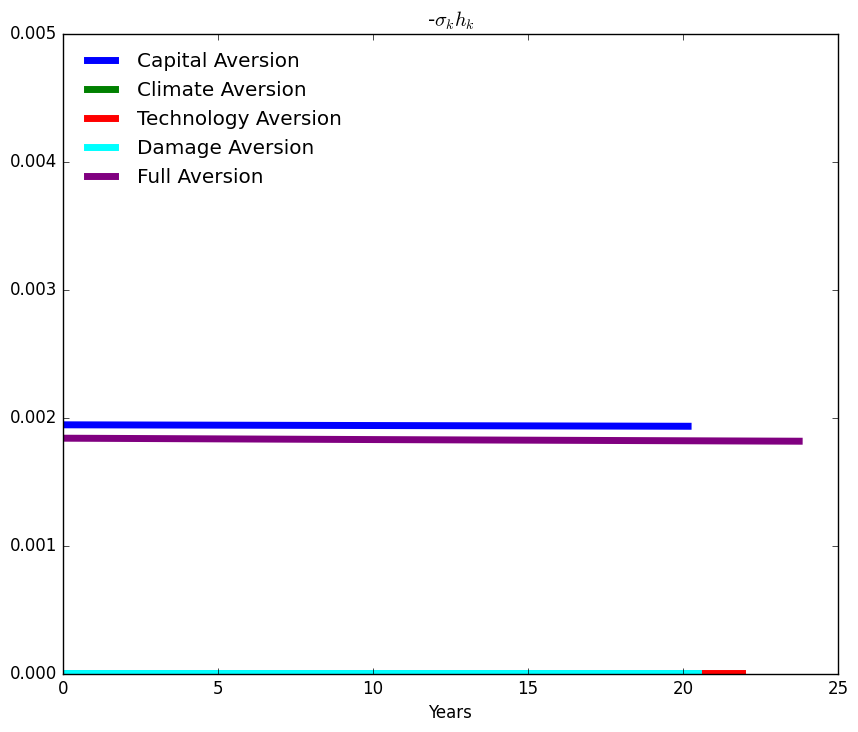 -σₖhₖ
0.005
0.004
0.003
0.002
0.001
0.000
Capital Aversion
Climate Aversion
Technology Aversion
Damage Aversion
Full Aversion
0 5 10 15 20 25
Years